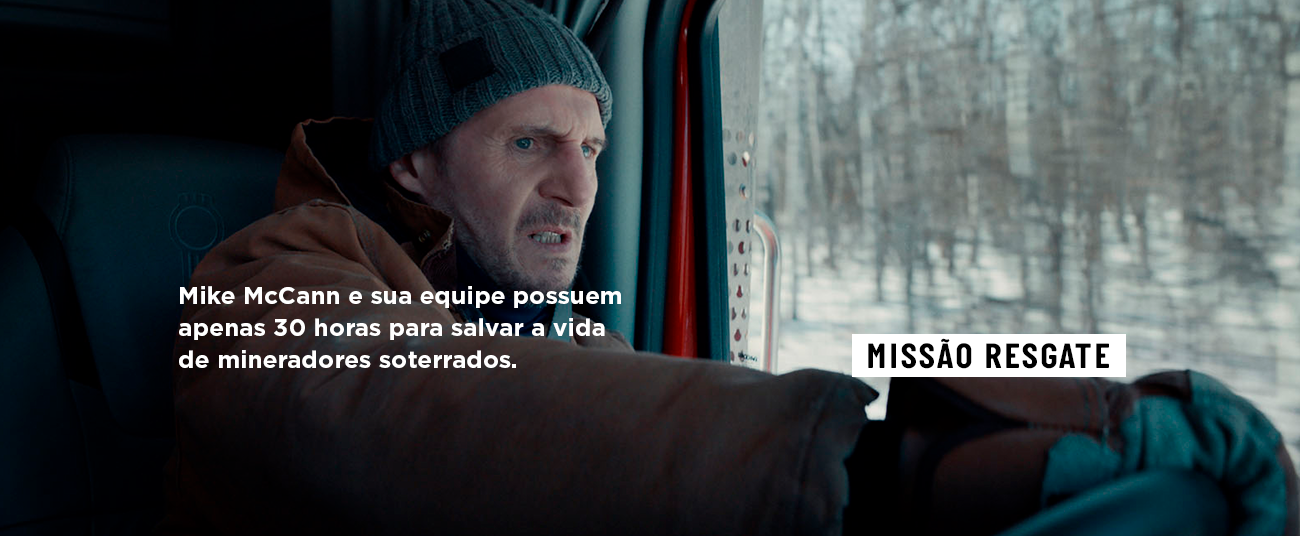 Mike McCann e sua equipe possuem
apenas 30 horas para salvar a vida
de mineradores soterrados.
MISSÃO RESGATE